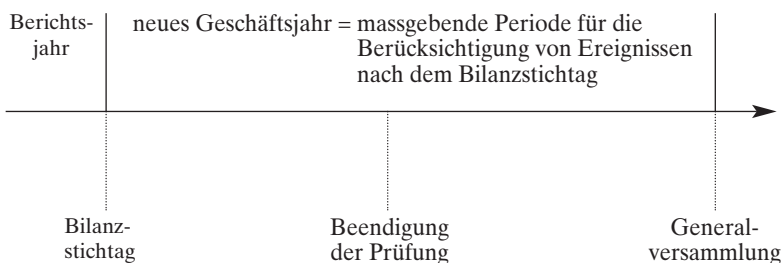 Berichts-
jahr
neues Geschäftsjahr = massgebende Periode für die
Berücksichtigung von Ereignissen
nach dem Bilanzstichtag
Bilanz-
stichtag
Beendigung
der Prüfung
General-
versammlung